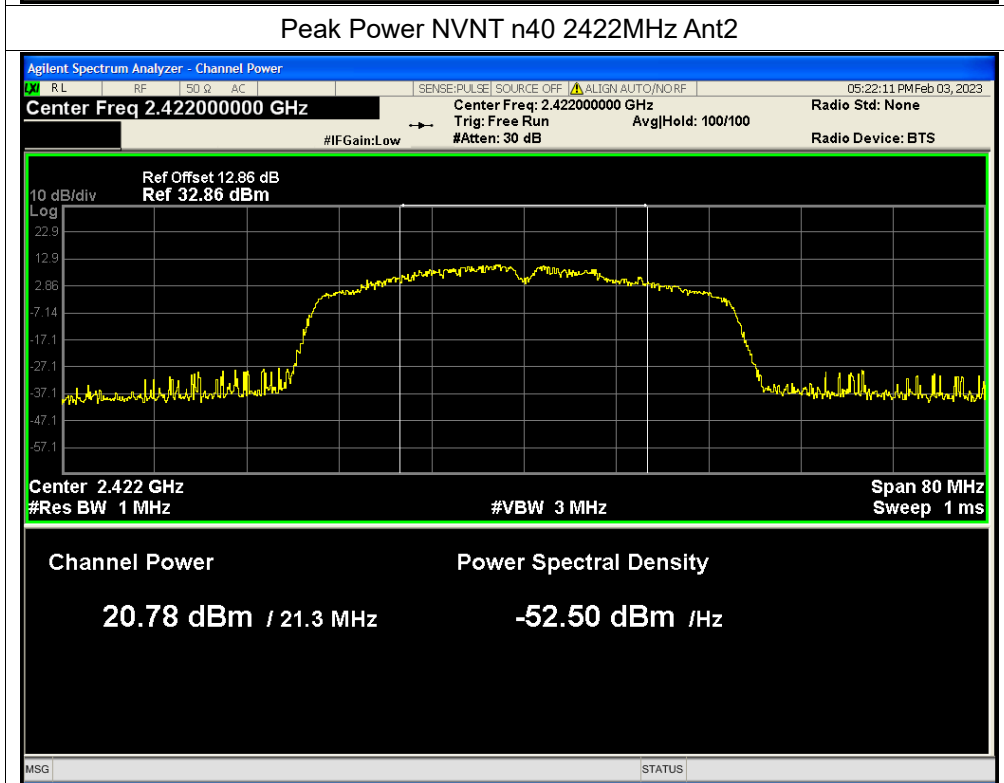 Peak Power NVNT n40 2422MHz Ant2
Agilent Spectrum Analyzer - Channel Power
LXI RL RF 50 Ω AC SENSE:PULSE SOURCE OFF ALIGN AUTO/NO RF 05:22:11 PM Feb 03, 2023
Center Freq 2.422000000 GHz Center Freq: 2.422000000 GHz Radio Std: None
Trig: Free Run Avg|Hold: 100/100
#IFGain:Low #Atten: 30 dB Radio Device: BTS
Ref Offset 12.86 dB
10 dB/div Ref 32.86 dBm
Log
22.9
12.9
2.86
-7.14
-17.1
-27.1
-37.1
-47.1
-57.1
Center 2.422 GHz Span 80 MHz
#Res BW 1 MHz #VBW 3 MHz Sweep 1 ms
Channel Power Power Spectral Density
20.78 dBm / 21.3 MHz -52.50 dBm /Hz
MSG STATUS